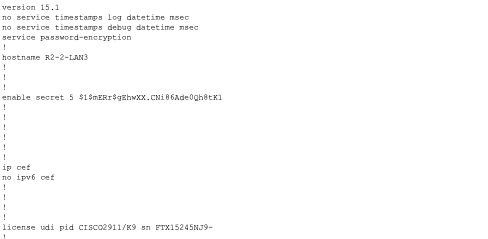 version 15.1
no service timestamps log datetime msec
no service timestamps debug datetime msec
service password-encryption
!
hostname R2-2-LAN3
!
!
!
enable secret 5 $1$mERr$gEhwXX.CNi86Ade0Qh8tK1
!
!
!
!
!
!
ip cef
no ipv6 cef
!
!
!
!
license udi pid CISCO2911/K9 sn FTX15245NJ9-
!